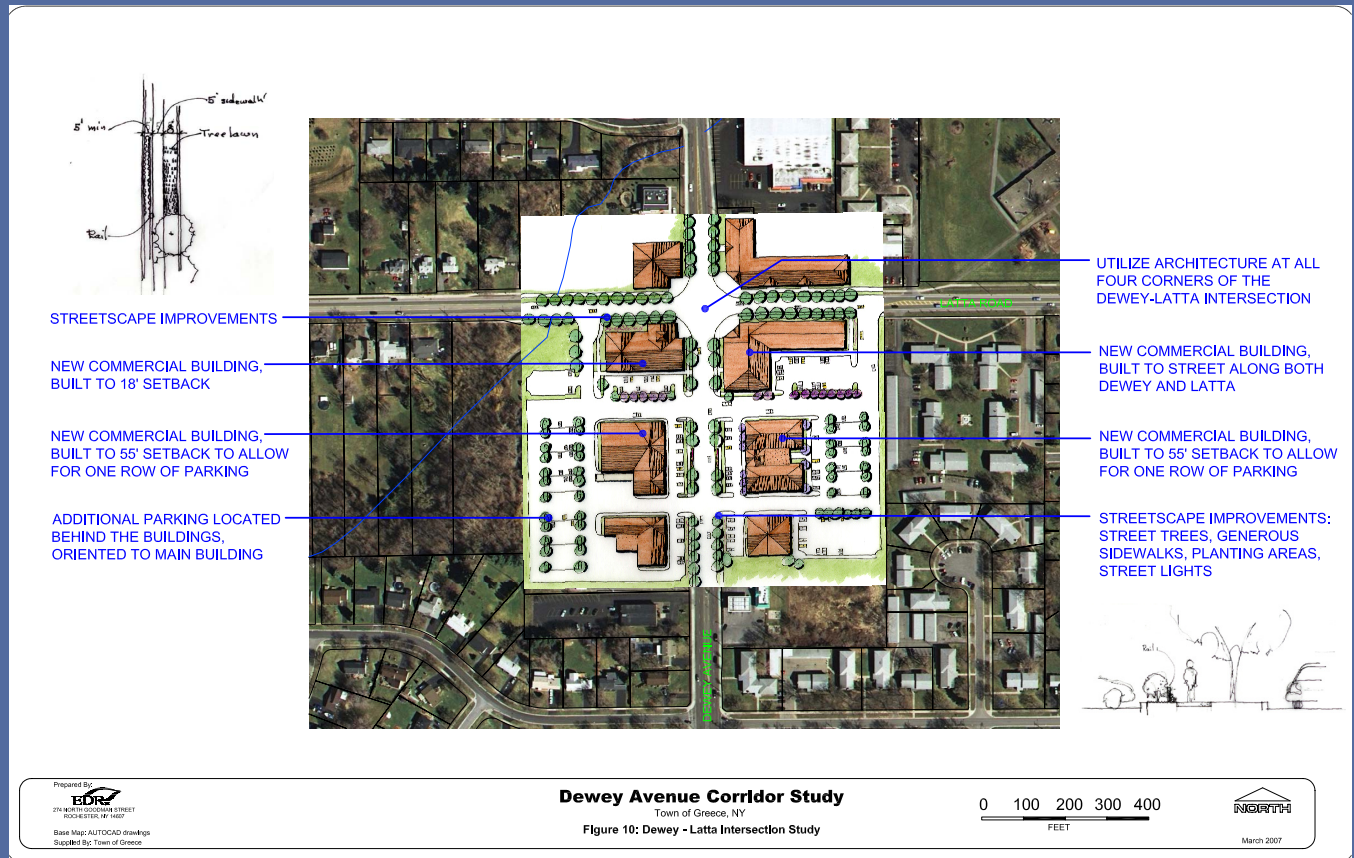 5' sidewalk
5' min
Treelawn
Rail
STREETSCAPE IMPROVEMENTS
NEW COMMERCIAL BUILDING,
BUILT TO 18' SETBACK
NEW COMMERCIAL BUILDING,
BUILT TO 55' SETBACK TO ALLOW
FOR ONE ROW OF PARKING
ADDITIONAL PARKING LOCATED
BEHIND THE BUILDINGS,
ORIENTED TO MAIN BUILDING
LATTA ROAD
DEWEY AVENUE
UTILIZE ARCHITECTURE AT ALL
FOUR CORNERS OF THE
DEWEY-LATTA INTERSECTION
NEW COMMERCIAL BUILDING,
BUILT TO STREET ALONG BOTH
DEWEY AND LATTA
NEW COMMERCIAL BUILDING,
BUILT TO 55' SETBACK TO ALLOW
FOR ONE ROW OF PARKING
STREETSCAPE IMPROVEMENTS:
STREET TREES, GENEROUS
SIDEWALKS, PLANTING AREAS,
STREET LIGHTS
Rail
Prepared By:
EDR
274 NORTH GOODMAN STREET
ROCHESTER, NY 14607
Base Map: AUTOCAD drawings
Supplied By: Town of Greece
Dewey Avenue Corridor Study
Town of Greece, NY
Figure 10: Dewey - Latta Intersection Study
0 100 200 300 400
FEET
NORTH
March 2007